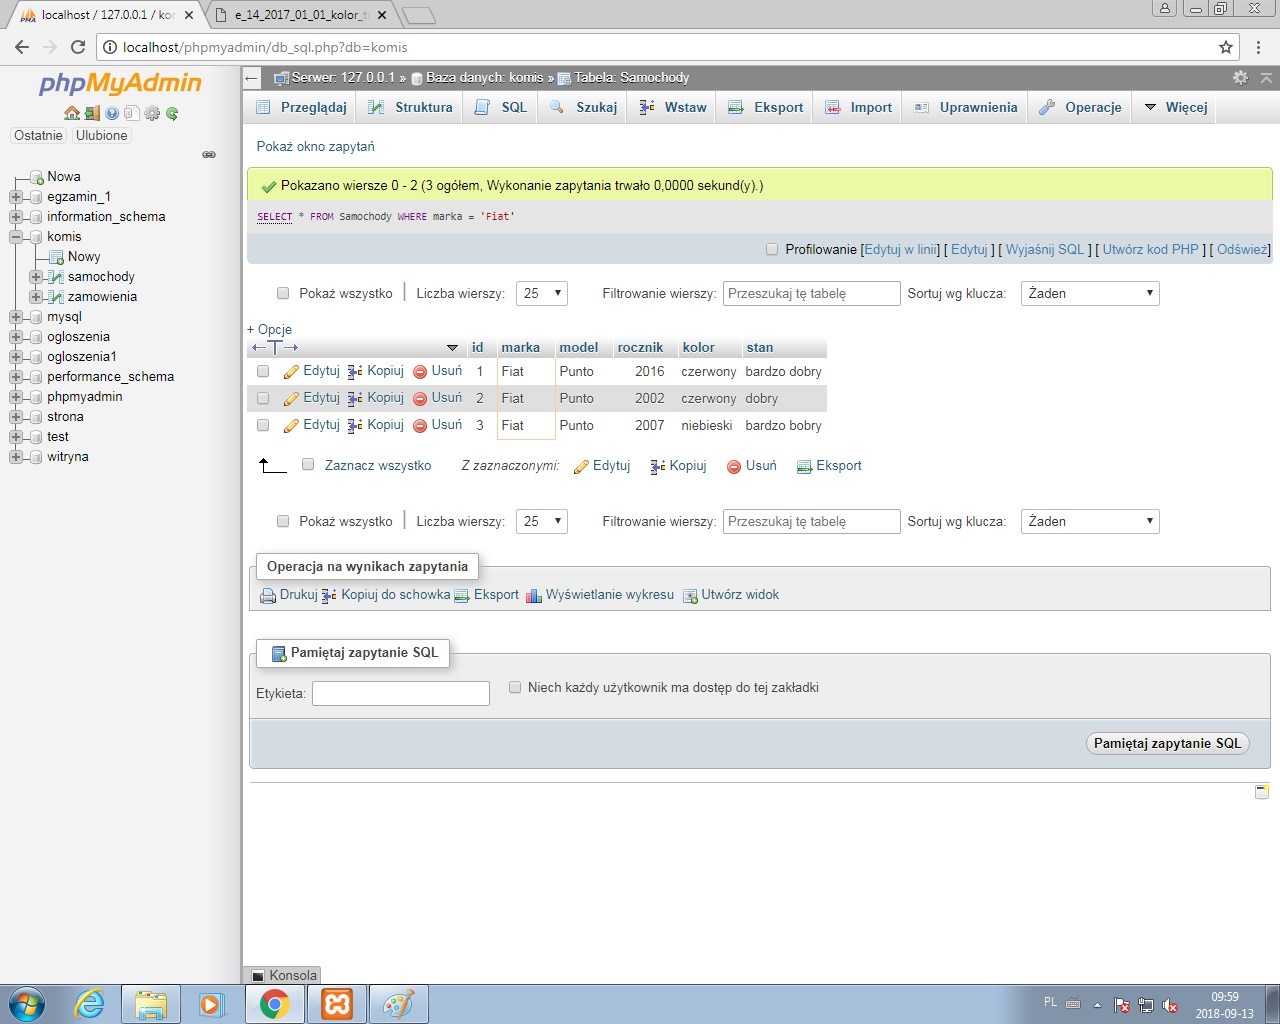 localhost / 127.0.0.1 / ko
e_14_2017_01_01_kolor_t
localhost/phpmyadmin/db_sql.php?db=komis
phpMyAdmin
Ostatnie Ulubione
Nowa
egzamin_1
information_schema
komis
Nowy
samochody
zamowienia
mysql
ogloszenia
ogloszenia1
performance_schema
phpmyadmin
strona
test
witryna
Serwer: 127.0.0.1 » Baza danych: komis » Tabela: Samochody
Przeglądaj Struktura SQL Szukaj Wstaw Eksport Import Uprawnienia Operacje Więcej
Pokaż okno zapytań
Pokazano wiersze 0 - 2 (3 ogółem, Wykonanie zapytania trwało 0,0000 sekund(y).)
SELECT * FROM Samochody WHERE marka = 'Fiat'
Profilowanie [Edytuj w linii] [ Edytuj ] [ Wyjaśnij SQL ] [ Utwórz kod PHP ] [ Odśwież]
Pokaż wszystko Liczba wierszy: 25 Filtrowanie wierszy: Przeszukaj tę tabelę Sortuj wg klucza: Żaden
+ Opcje
←T→ id marka model rocznik kolor stan
Edytuj Kopiuj Usuń 1 Fiat Punto 2016 czerwony bardzo dobry
Edytuj Kopiuj Usuń 2 Fiat Punto 2002 czerwony dobry
Edytuj Kopiuj Usuń 3 Fiat Punto 2007 niebieski bardzo bobry
Zaznacz wszystko Z zaznaczonymi: Edytuj Kopiuj Usuń Eksport
Pokaż wszystko Liczba wierszy: 25 Filtrowanie wierszy: Przeszukaj tę tabelę Sortuj wg klucza: Żaden
Operacja na wynikach zapytania
Drukuj Kopiuj do schowka Eksport Wyświetlanie wykresu Utwórz widok
Pamiętaj zapytanie SQL
Etykieta: Niech każdy użytkownik ma dostęp do tej zakładki
Pamiętaj zapytanie SQL
Konsola
PL
09:59
2018-09-13